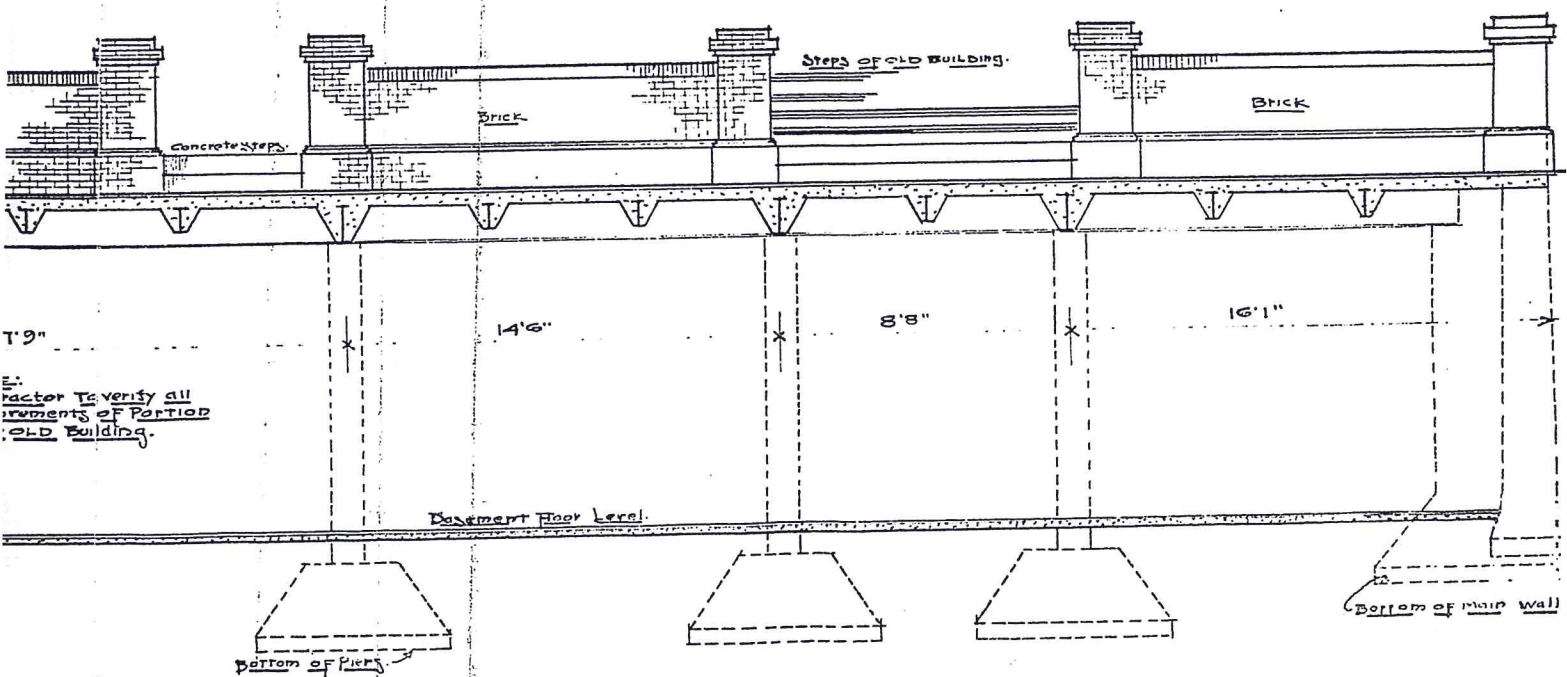 Steps of OLD Building.
Brick
Brick
Concrete Steps.
7'9"
14'6"
8'8"
16'1"
E:
ractor To verify all
urements of Portion
OLD Building.
Basement Floor Level.
Bottom of Main Wall
Bottom of Piers.